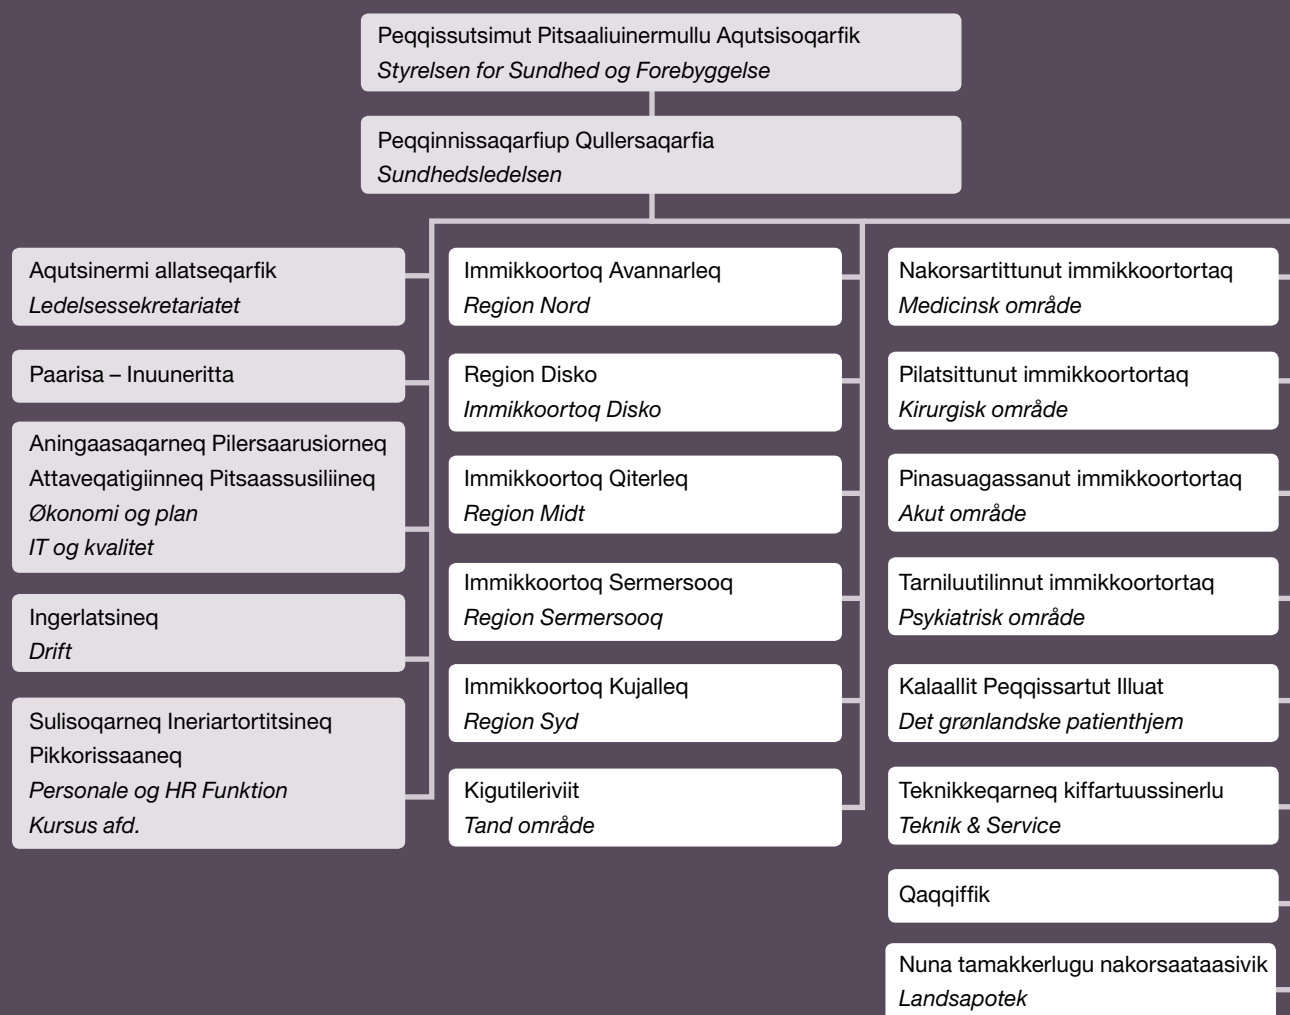 Peqqissutsimut Pitsaaliuinermullu Aqutsisoqarfik
Styrelsen for Sundhed og Forebyggelse
Peqqinnissaqarfiup Qullersaqarfia
Sundhedsledelsen
Aqutsinermi allatseqarfik
Ledelsessekretariatet
Paarisa – Inuuneritta
Aningaasaqarneq Pilersaarusiorneq
Attaveqatigiinneq Pitsaassusiliineq
Økonomi og plan
IT og kvalitet
Ingerlatsineq
Drift
Sulisoqarneq Ineriartortitsineq
Pikkorissaaneq
Personale og HR Funktion
Kursus afd.
Immikkoortoq Avannarleq
Region Nord
Region Disko
Immikkoortoq Disko
Immikkoortoq Qiterleq
Region Midt
Immikkoortoq Sermersooq
Region Sermersooq
Immikkoortoq Kujalleq
Region Syd
Kigutileriviit
Tand område
Nakorsartittunut immikkoortortaq
Medicinsk område
Pilatsittunut immikkoortortaq
Kirurgisk område
Pinasuagassanut immikkoortortaq
Akut område
Tarniluutilinnut immikkoortortaq
Psykiatrisk område
Kalaallit Peqqissartut Illuat
Det grønlandske patienthjem
Teknikkeqarneq kiffartuussinerlu
Teknik & Service
Qaqqiffik
Nuna tamakkerlugu nakorsaataasivik
Landsapotek